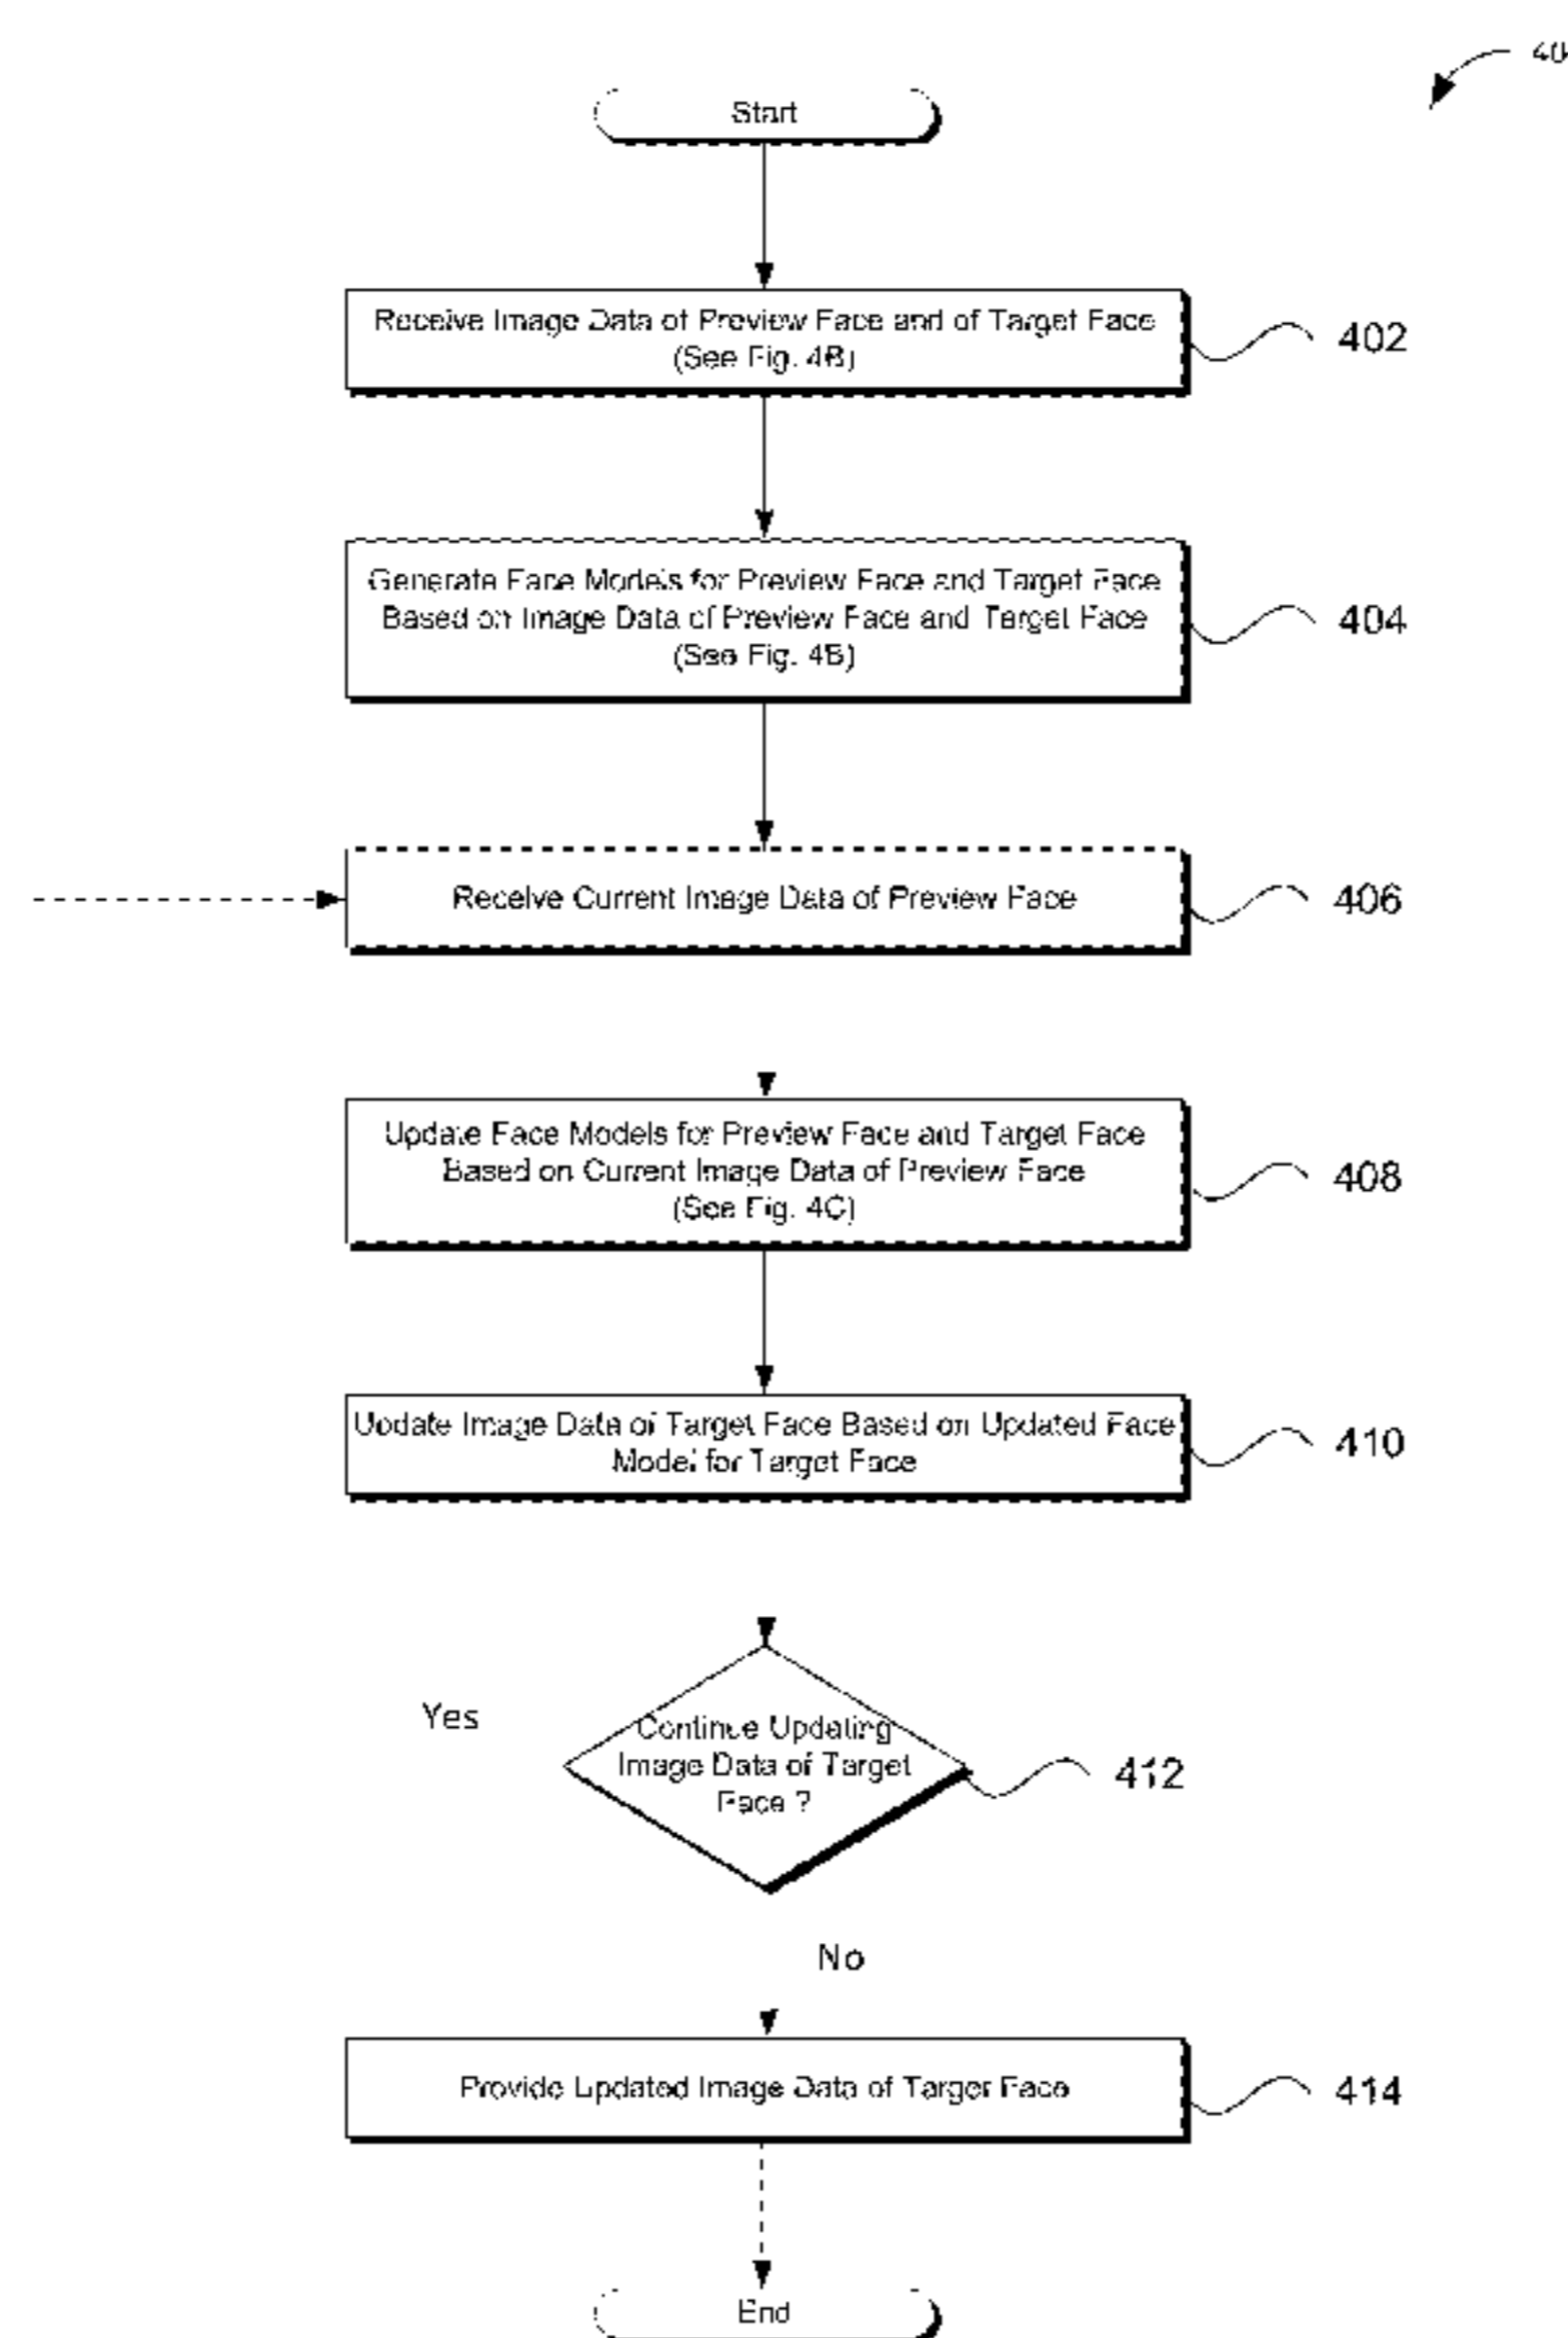 Start
Receive Image Data of Preview Face and of Target Face
(See Fig. 4B)
402
Generate Face Models for Preview Face and Target Face
Based on Image Data of Preview Face and Target Face
(See Fig. 4B)
404
Receive Current Image Data of Preview Face
406
Update Face Models for Preview Face and Target Face
Based on Current Image Data of Preview Face
(See Fig. 4C)
408
Update Image Data of Target Face Based on Updated Face
Model for Target Face
410
Yes
Continue Updating
Image Data of Target
Face ?
412
No
Provide Updated Image Data of Target Face
414
End